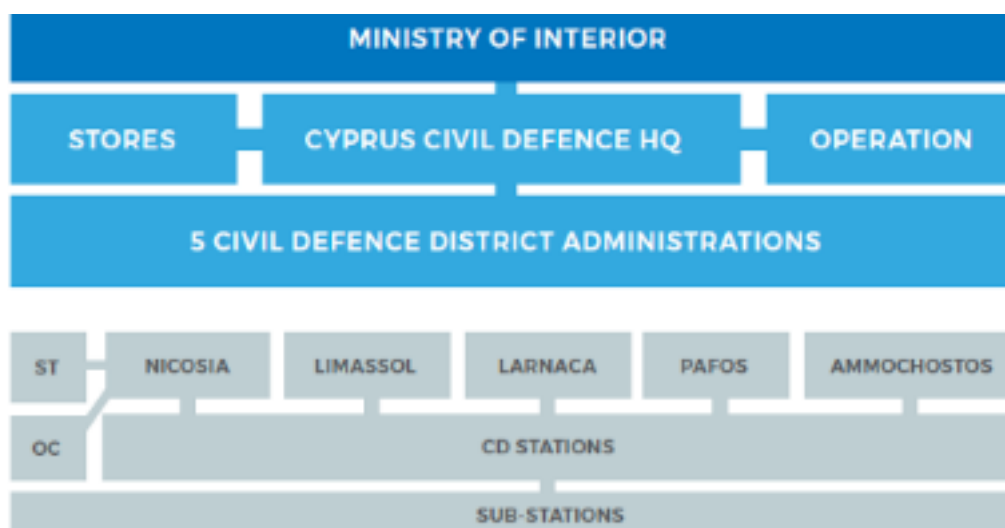 MINISTRY OF INTERIOR
STORES
CYPRUS CIVIL DEFENCE HQ
OPERATION
5 CIVIL DEFENCE DISTRICT ADMINISTRATIONS
ST
NICOSIA
LIMASSOL
LARNACA
PAFOS
AMMOCHOSTOS
OC
CD STATIONS
SUB-STATIONS